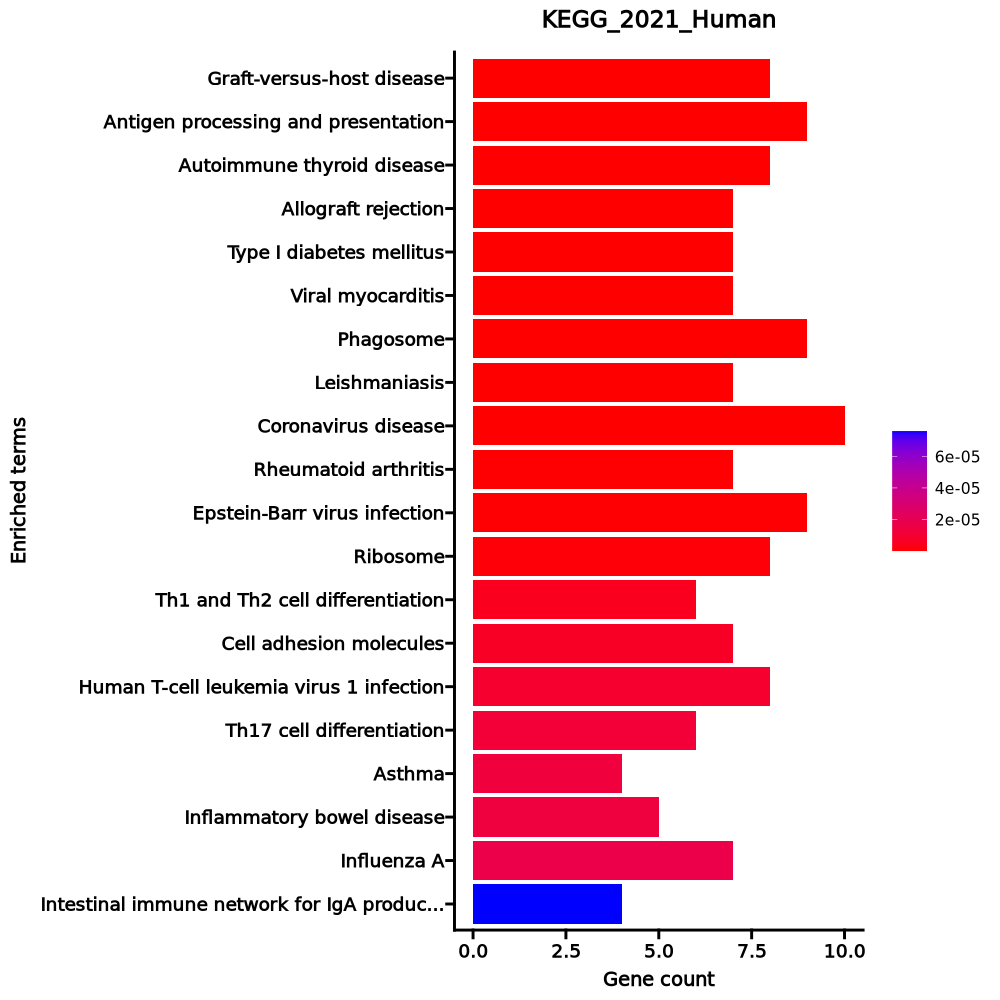 KEGG_2021_Human
Graft-versus-host disease
Antigen processing and presentation
Autoimmune thyroid disease
Allograft rejection
Type I diabetes mellitus
Viral myocarditis
Phagosome
Leishmaniasis
Coronavirus disease
Rheumatoid arthritis
Epstein-Barr virus infection
Ribosome
Th1 and Th2 cell differentiation
Cell adhesion molecules
Human T-cell leukemia virus 1 infection
Th17 cell differentiation
Asthma
Inflammatory bowel disease
Influenza A
Intestinal immune network for IgA produc...
Enriched terms
0.0 2.5 5.0 7.5 10.0
Gene count
6e-05
4e-05
2e-05